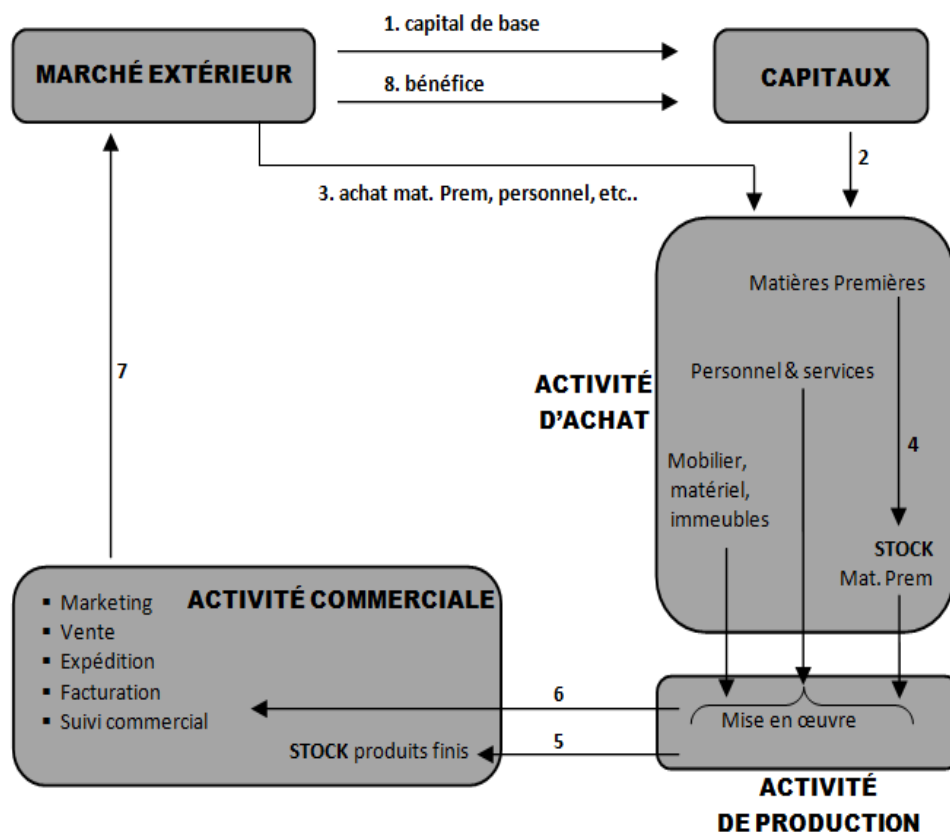 1. capital de base
MARCHÉ EXTÉRIEUR
CAPITAUX
8. bénéfice
2
3. achat mat. Prem, personnel, etc..
Matières Premières
7
Personnel & services
ACTIVITÉ
D'ACHAT
4
Mobilier,
matériel,
immeubles
STOCK
Mat. Prem
ACTIVITÉ COMMERCIALE
▪ Marketing
▪ Vente
▪ Expédition
▪ Facturation
▪ Suivi commercial
6
Mise en œuvre
STOCK produits finis
5
ACTIVITÉ
DE PRODUCTION